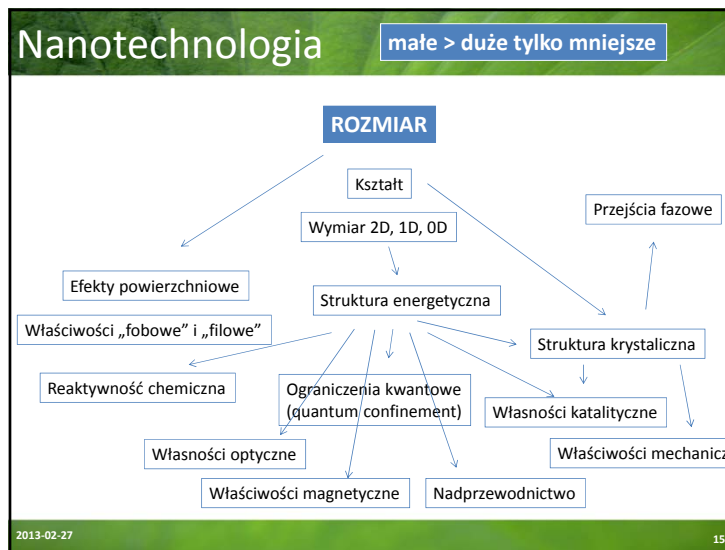 Nanotechnologia
małe > duże tylko mniejsze
ROZMIAR
Kształt
Przejścia fazowe
Wymiar 2D, 1D, 0D
Efekty powierzchniowe
Struktura energetyczna
Właściwości „fobowe” i „filowe”
Struktura krystaliczna
Reaktywność chemiczna
Ograniczenia kwantowe
(quantum confinement)
Własności katalityczne
Własności optyczne
Właściwości mechanicz
Właściwości magnetyczne
Nadprzewodnictwo
2013-02-27
15